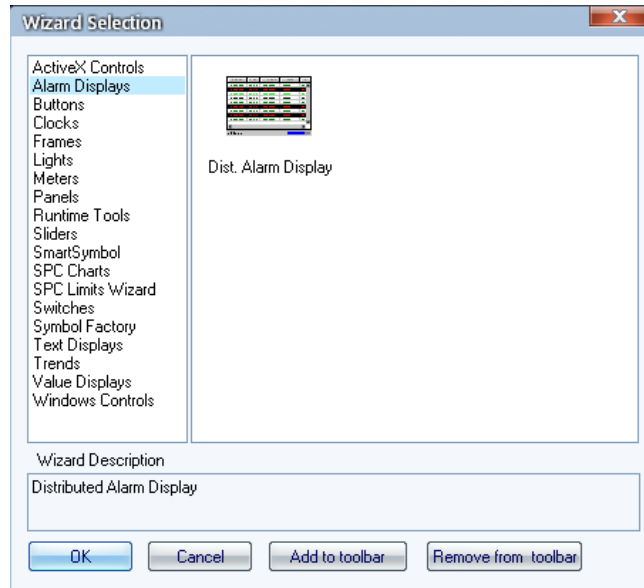 Wizard Selection
ActiveX Controls
Alarm Displays
Buttons
Clocks
Frames
Lights
Meters
Panels
Runtime Tools
Sliders
SmartSymbol
SPC Charts
SPC Limits Wizard
Switches
Symbol Factory
Text Displays
Trends
Value Displays
Windows Controls
Dist. Alarm Display
Wizard Description
Distributed Alarm Display
OK
Cancel
Add to toolbar
Remove from toolbar